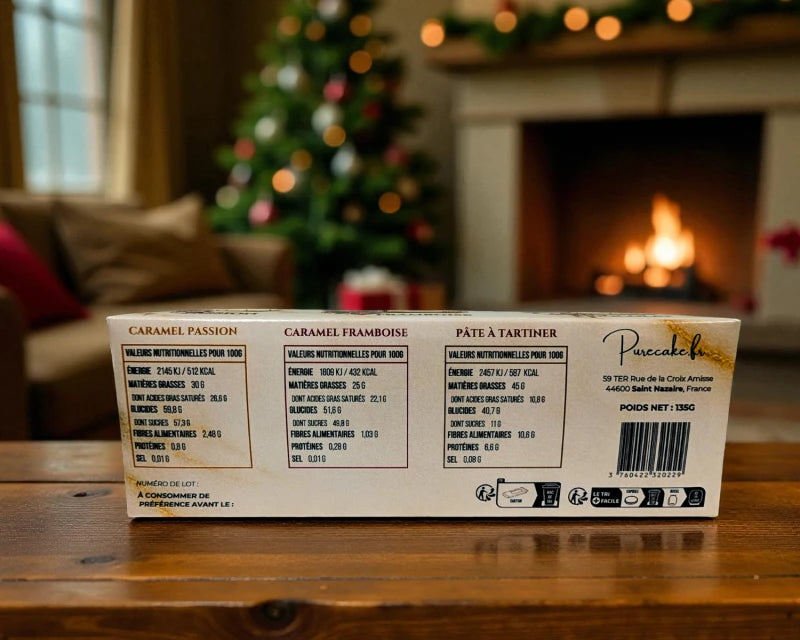 CARAMEL PASSION
VALEURS NUTRITIONNELLES POUR 100G
ÉNERGIE 2145 KJ / 512 KCAL
MATIÈRES GRASSES 30 G
DONT ACIDES GRAS SATURÉS 26,6 G
GLUCIDES 59,8 G
DONT SUCRES 57,3 G
FIBRES ALIMENTAIRES 2,48 G
PROTÉINES 0,8 G
SEL 0,01 G
NUMÉRO DE LOT :
À CONSOMMER DE
PRÉFÉRENCE AVANT LE :
CARAMEL FRAMBOISE
VALEURS NUTRITIONNELLES POUR 100G
ÉNERGIE 1809 KJ / 432 KCAL
MATIÈRES GRASSES 25 G
DONT ACIDES GRAS SATURÉS 22,1 G
GLUCIDES 51,6 G
DONT SUCRES 49,8 G
FIBRES ALIMENTAIRES 1,03 G
PROTÉINES 0,28 G
SEL 0,01 G
PÂTE À TARTINER
VALEURS NUTRITIONNELLES POUR 100G
ÉNERGIE 2457 KJ / 587 KCAL
MATIÈRES GRASSES 45 G
DONT ACIDES GRAS SATURÉS 10,8 G
GLUCIDES 40,7 G
DONT SUCRES 11 G
FIBRES ALIMENTAIRES 10,6 G
PROTÉINES 6,6 G
SEL 0,08 G
Purecake.fr
59 TER Rue de la Croix Amisse
44600 Saint Nazaire, France
POIDS NET : 135G
3 760422 320229
LE TRI
+ FACILE